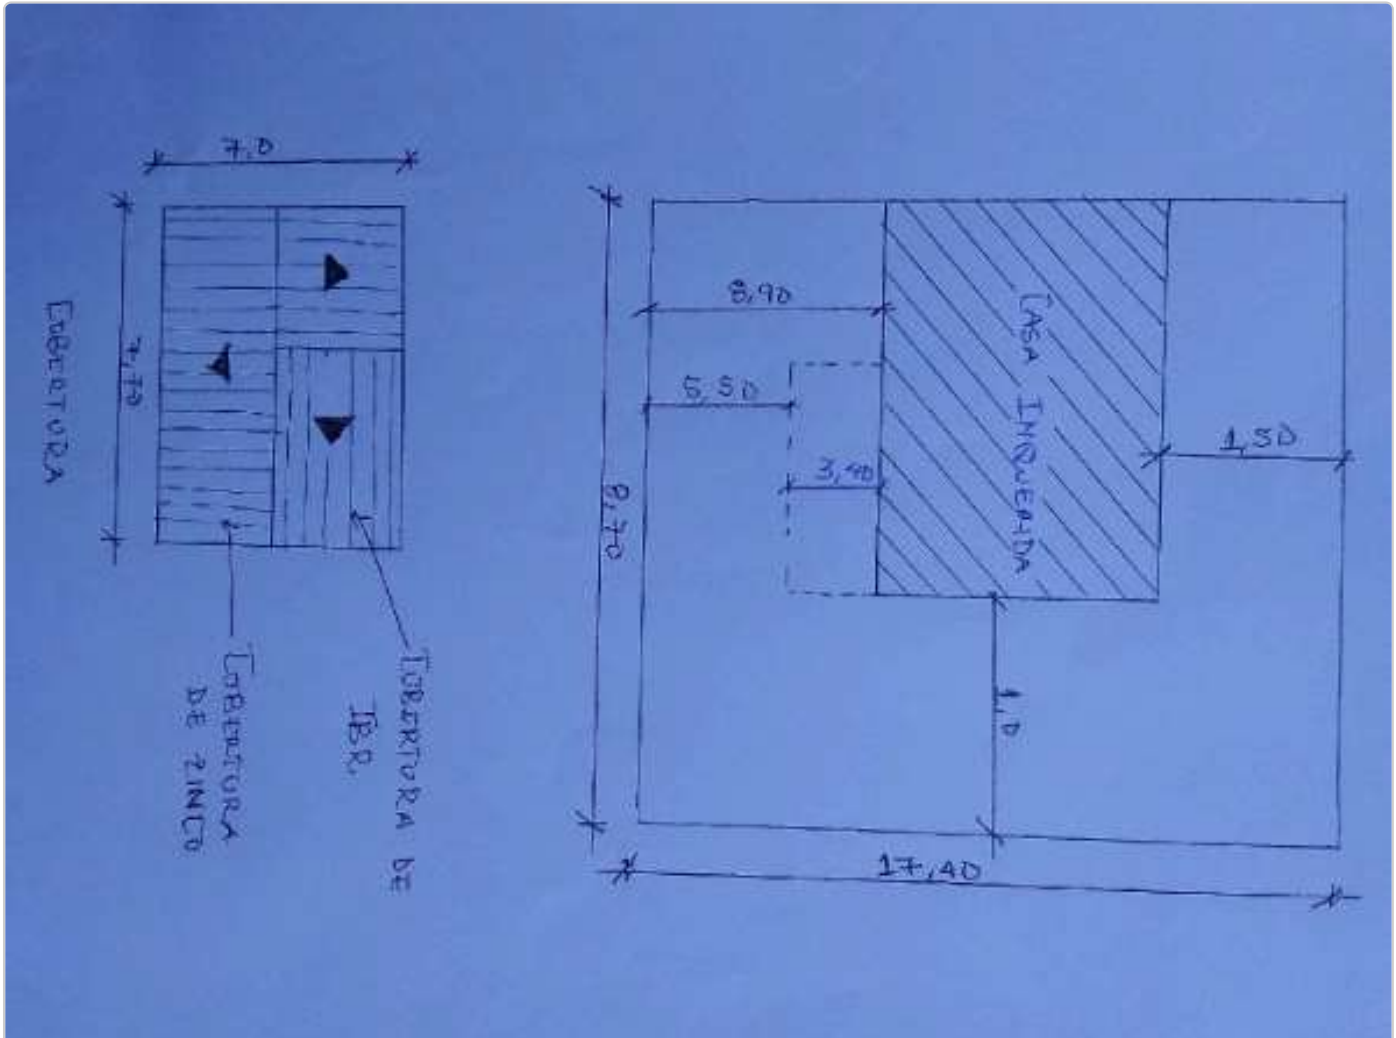 7,0
7,70
COBERTURA
COBERTURA DE
IBR.
COBERTURA
DE ZINCO
8,90
5,50
3,40
CASA INQUERIDA
1,50
8,70
1,0
17,40